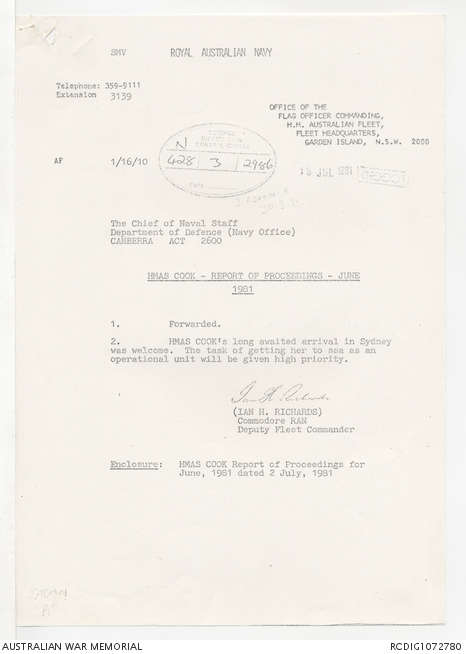 SMV ROYAL AUSTRALIAN NAVY
Telephone: 359-9111
Extension 3139
OFFICE OF THE
FLAG OFFICER COMMANDING,
H.M. AUSTRALIAN FLEET,
FLEET HEADQUARTERS,
GARDEN ISLAND, N.S.W. 2000
AF 1/16/10
N
428 3 2986
JUL 1981
The Chief of Naval Staff
Department of Defence (Navy Office)
CANBERRA ACT 2600
HMAS COOK - REPORT OF PROCEEDINGS - JUNE
1981
1. Forwarded.
2. HMAS COOK's long awaited arrival in Sydney
was welcome. The task of getting her to sea as an
operational unit will be given high priority.
Ian H Richards
(IAN H. RICHARDS)
Commodore RAN
Deputy Fleet Commander
Enclosure: HMAS COOK Report of Proceedings for
June, 1981 dated 2 July, 1981
AUSTRALIAN WAR MEMORIAL RCDIG1072780